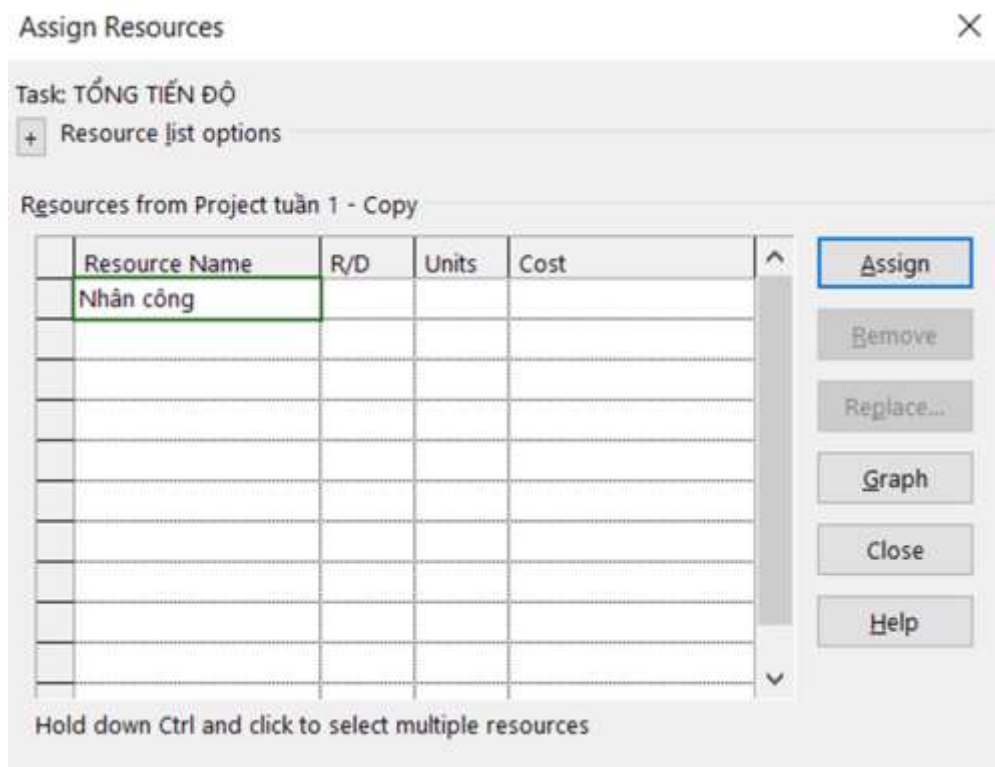 Assign Resources
Task: TỔNG TIẾN ĐỘ
+ Resource list options
Resources from Project tuần 1 - Copy
Resource Name R/D Units Cost
Nhân công
Assign
Remove
Replace...
Graph
Close
Help
Hold down Ctrl and click to select multiple resources